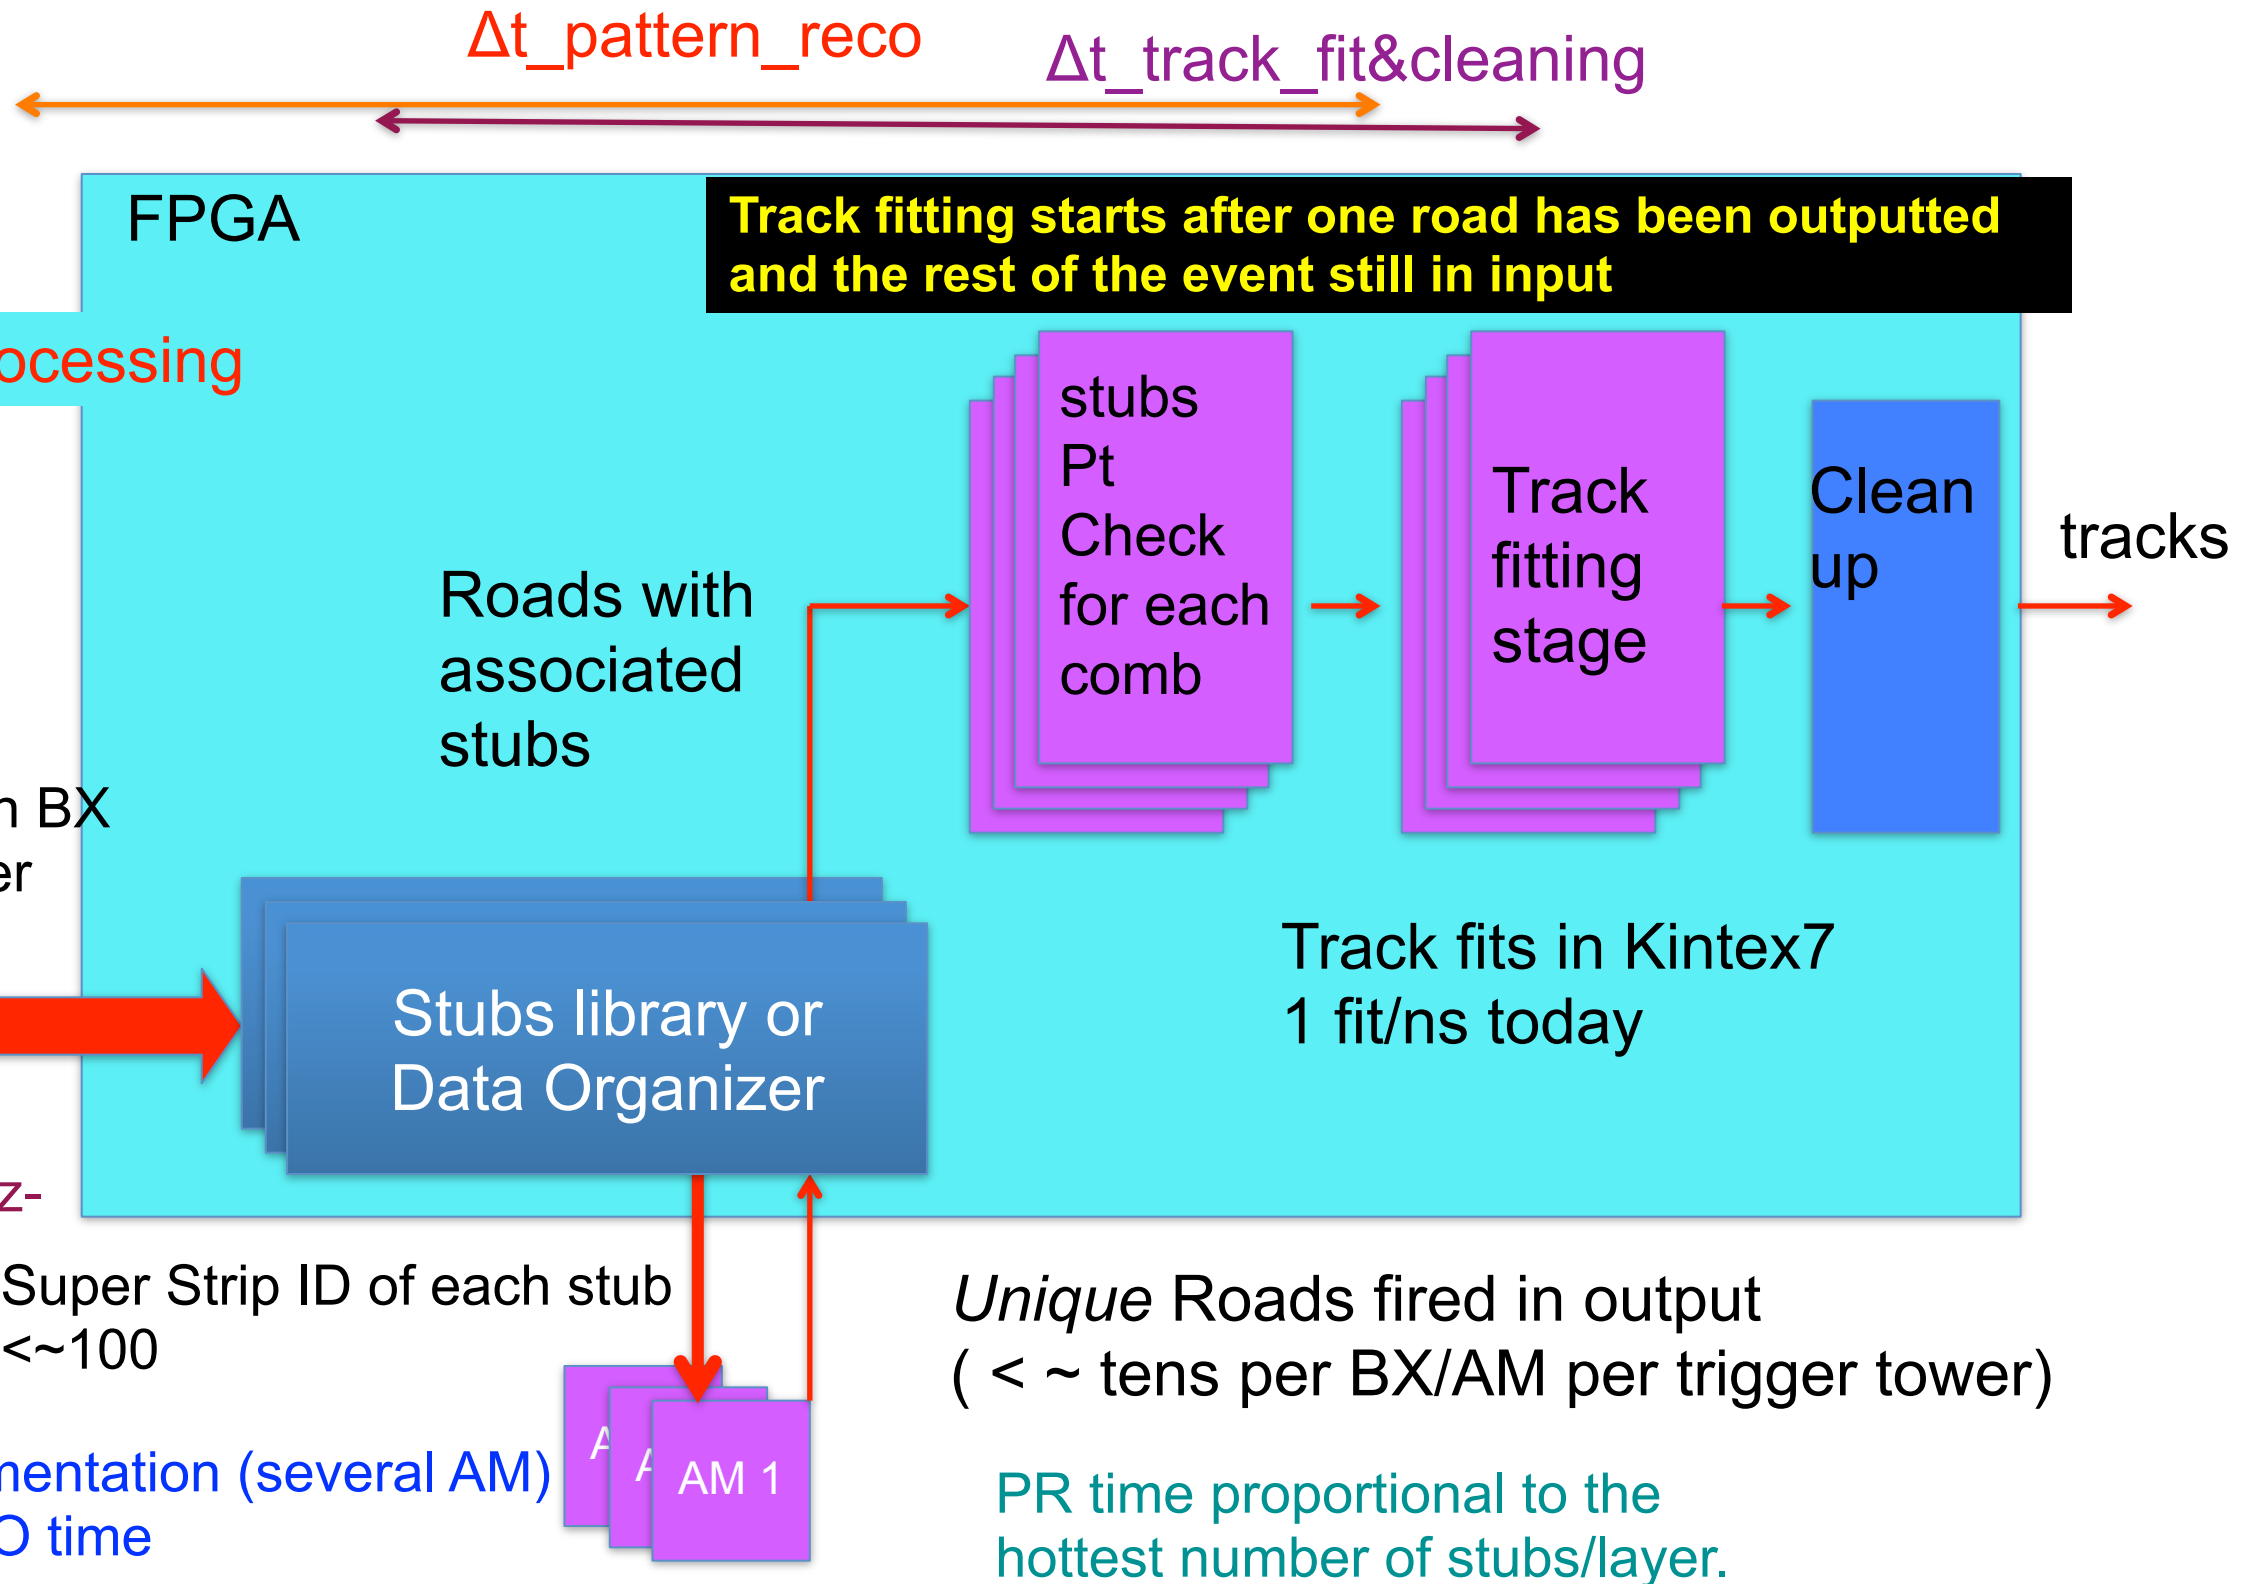 Δt_pattern_reco
Δt_track_fit&cleaning
FPGA
Track fitting starts after one road has been outputted
and the rest of the event still in input
stubs
Pt
Check
for each
comb
Track
fitting
stage
Clean
up
tracks
Roads with
associated
stubs
BX
Stubs library or
Data Organizer
Track fits in Kintex7
1 fit/ns today
z-
Super Strip ID of each stub
<~100
Unique Roads fired in output
( < ~ tens per BX/AM per trigger tower)
(several AM)
time
AM 1
PR time proportional to the
hottest number of stubs/layer.